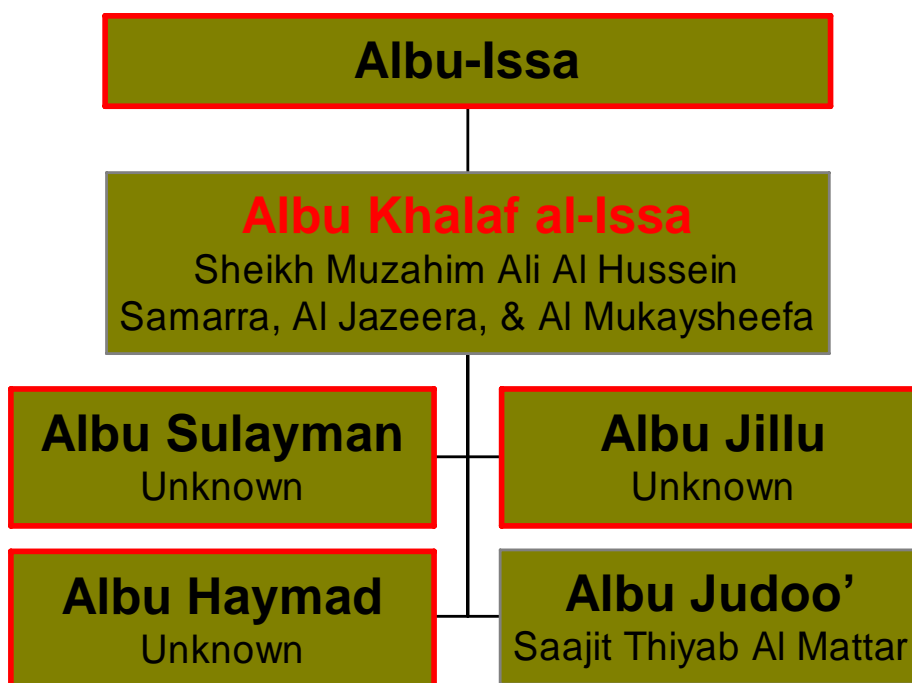 Albu-Issa
Albu Khalaf al-Issa
Sheikh Muzahim Ali Al Hussein
Samarra, Al Jazeera, & Al Mukaysheefa
Albu Sulayman
Unknown
Albu Jillu
Unknown
Albu Haymad
Unknown
Albu Judoo’
Saajit Thiyab Al Mattar